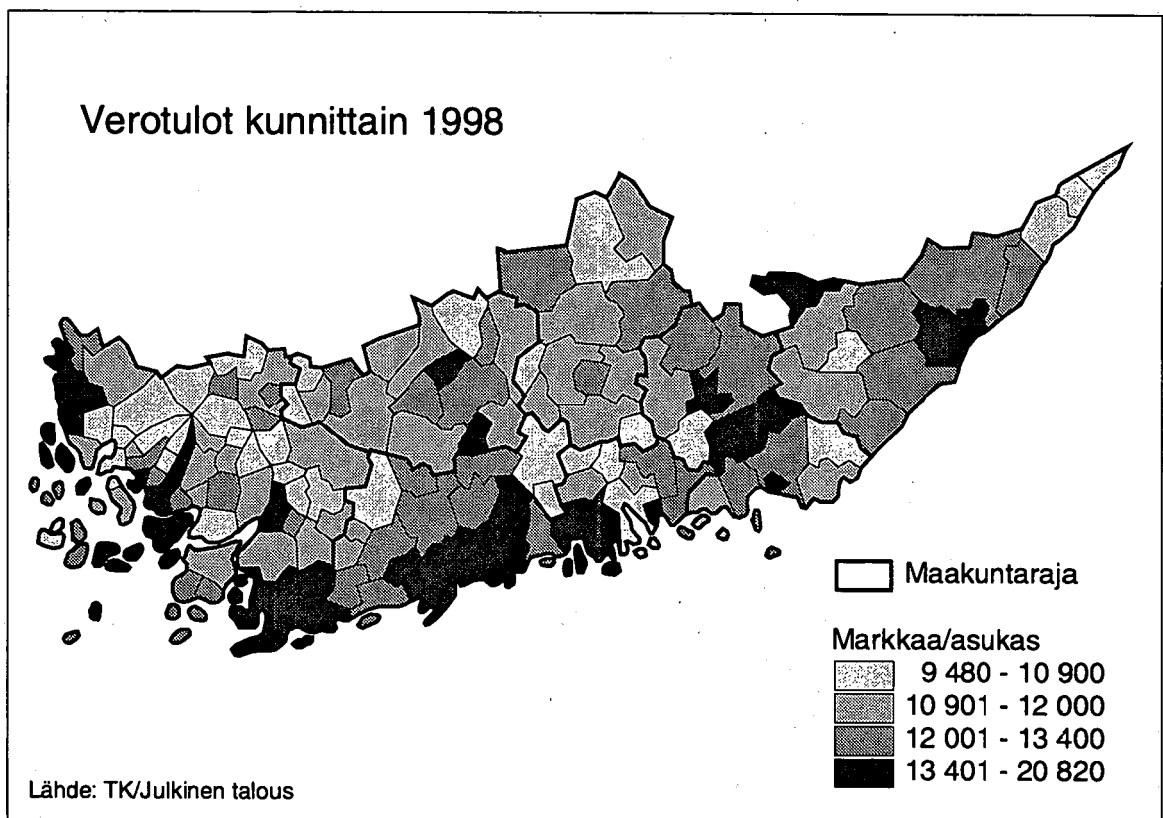 Verotulot kunnittain 1998
Maakuntaraja
Markkaa/asukas
9 480 - 10 900
10 901 - 12 000
12 001 - 13 400
13 401 - 20 820
Lähde: TK/Julkinen talous